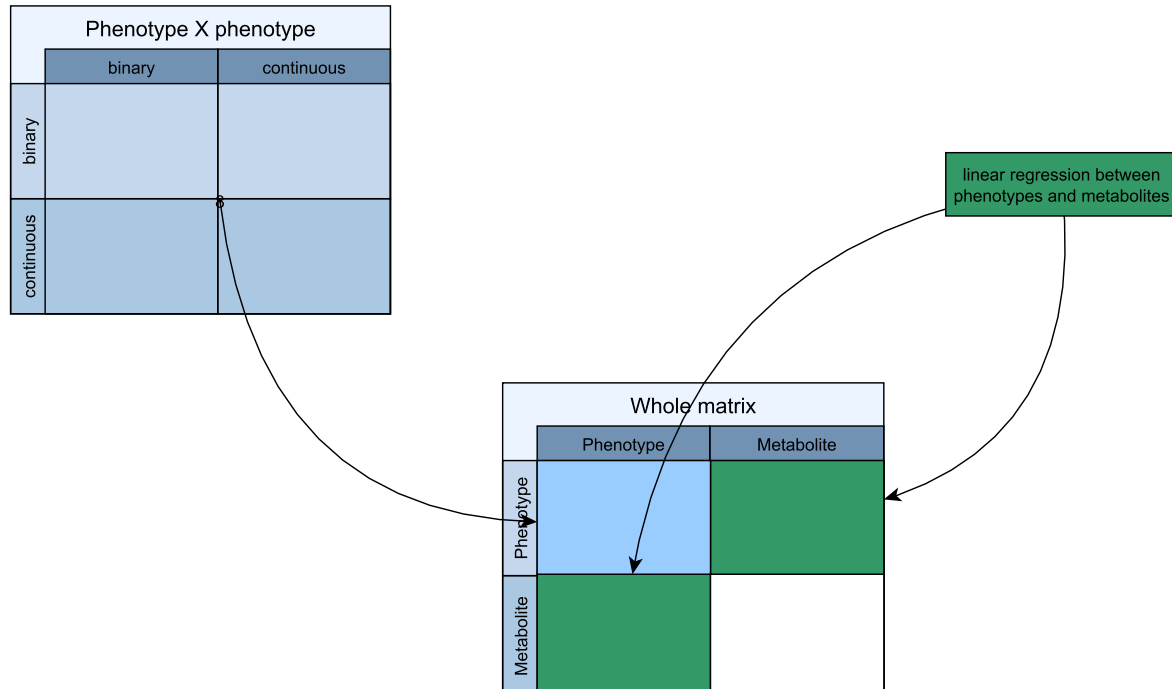 Phenotype X phenotype
binary
continuous
binary
continuous
linear regression between
phenotypes and metabolites
Whole matrix
Phenotype
Metabolite
Phenotype
Metabolite